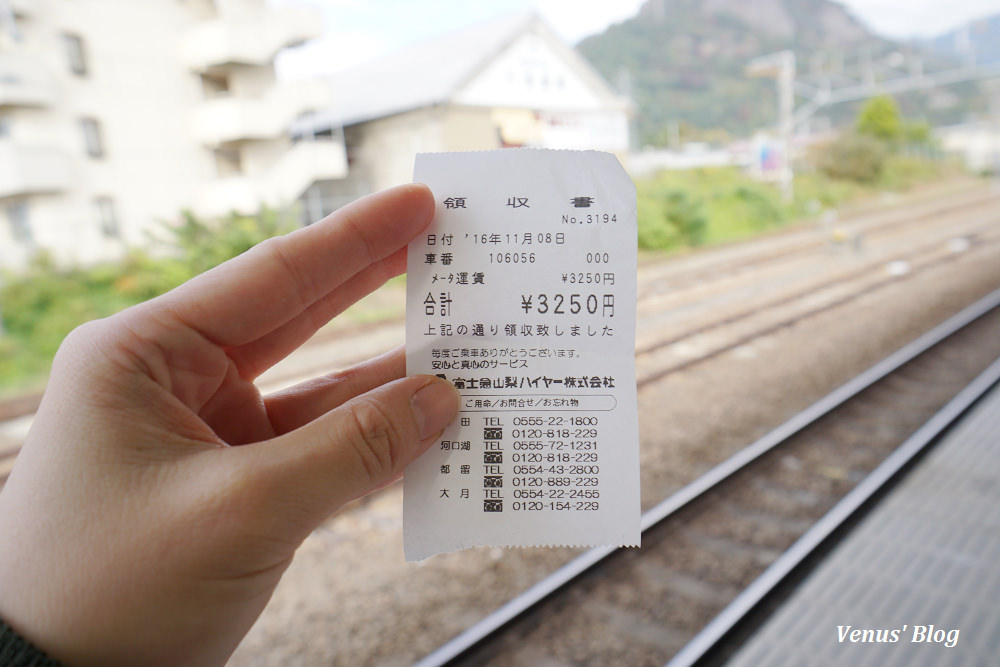 領収書
No.3194
日付 '16年11月08日
車番 106056 000
メータ運賃 ¥3250円
合計 ¥3250円
上記の通り領収致しました
毎度ご乗車ありがとうございます。
安心と真心のサービス
富士急山梨ハイヤー株式会社
ご用命/お問合せ/お忘れ物
田 TEL 0555-22-1800
0120-818-229
河口湖 TEL 0555-72-1231
0120-818-229
都留 TEL 0554-43-2800
0120-889-229
大月 TEL 0554-22-2455
0120-154-229
Venus' Blog